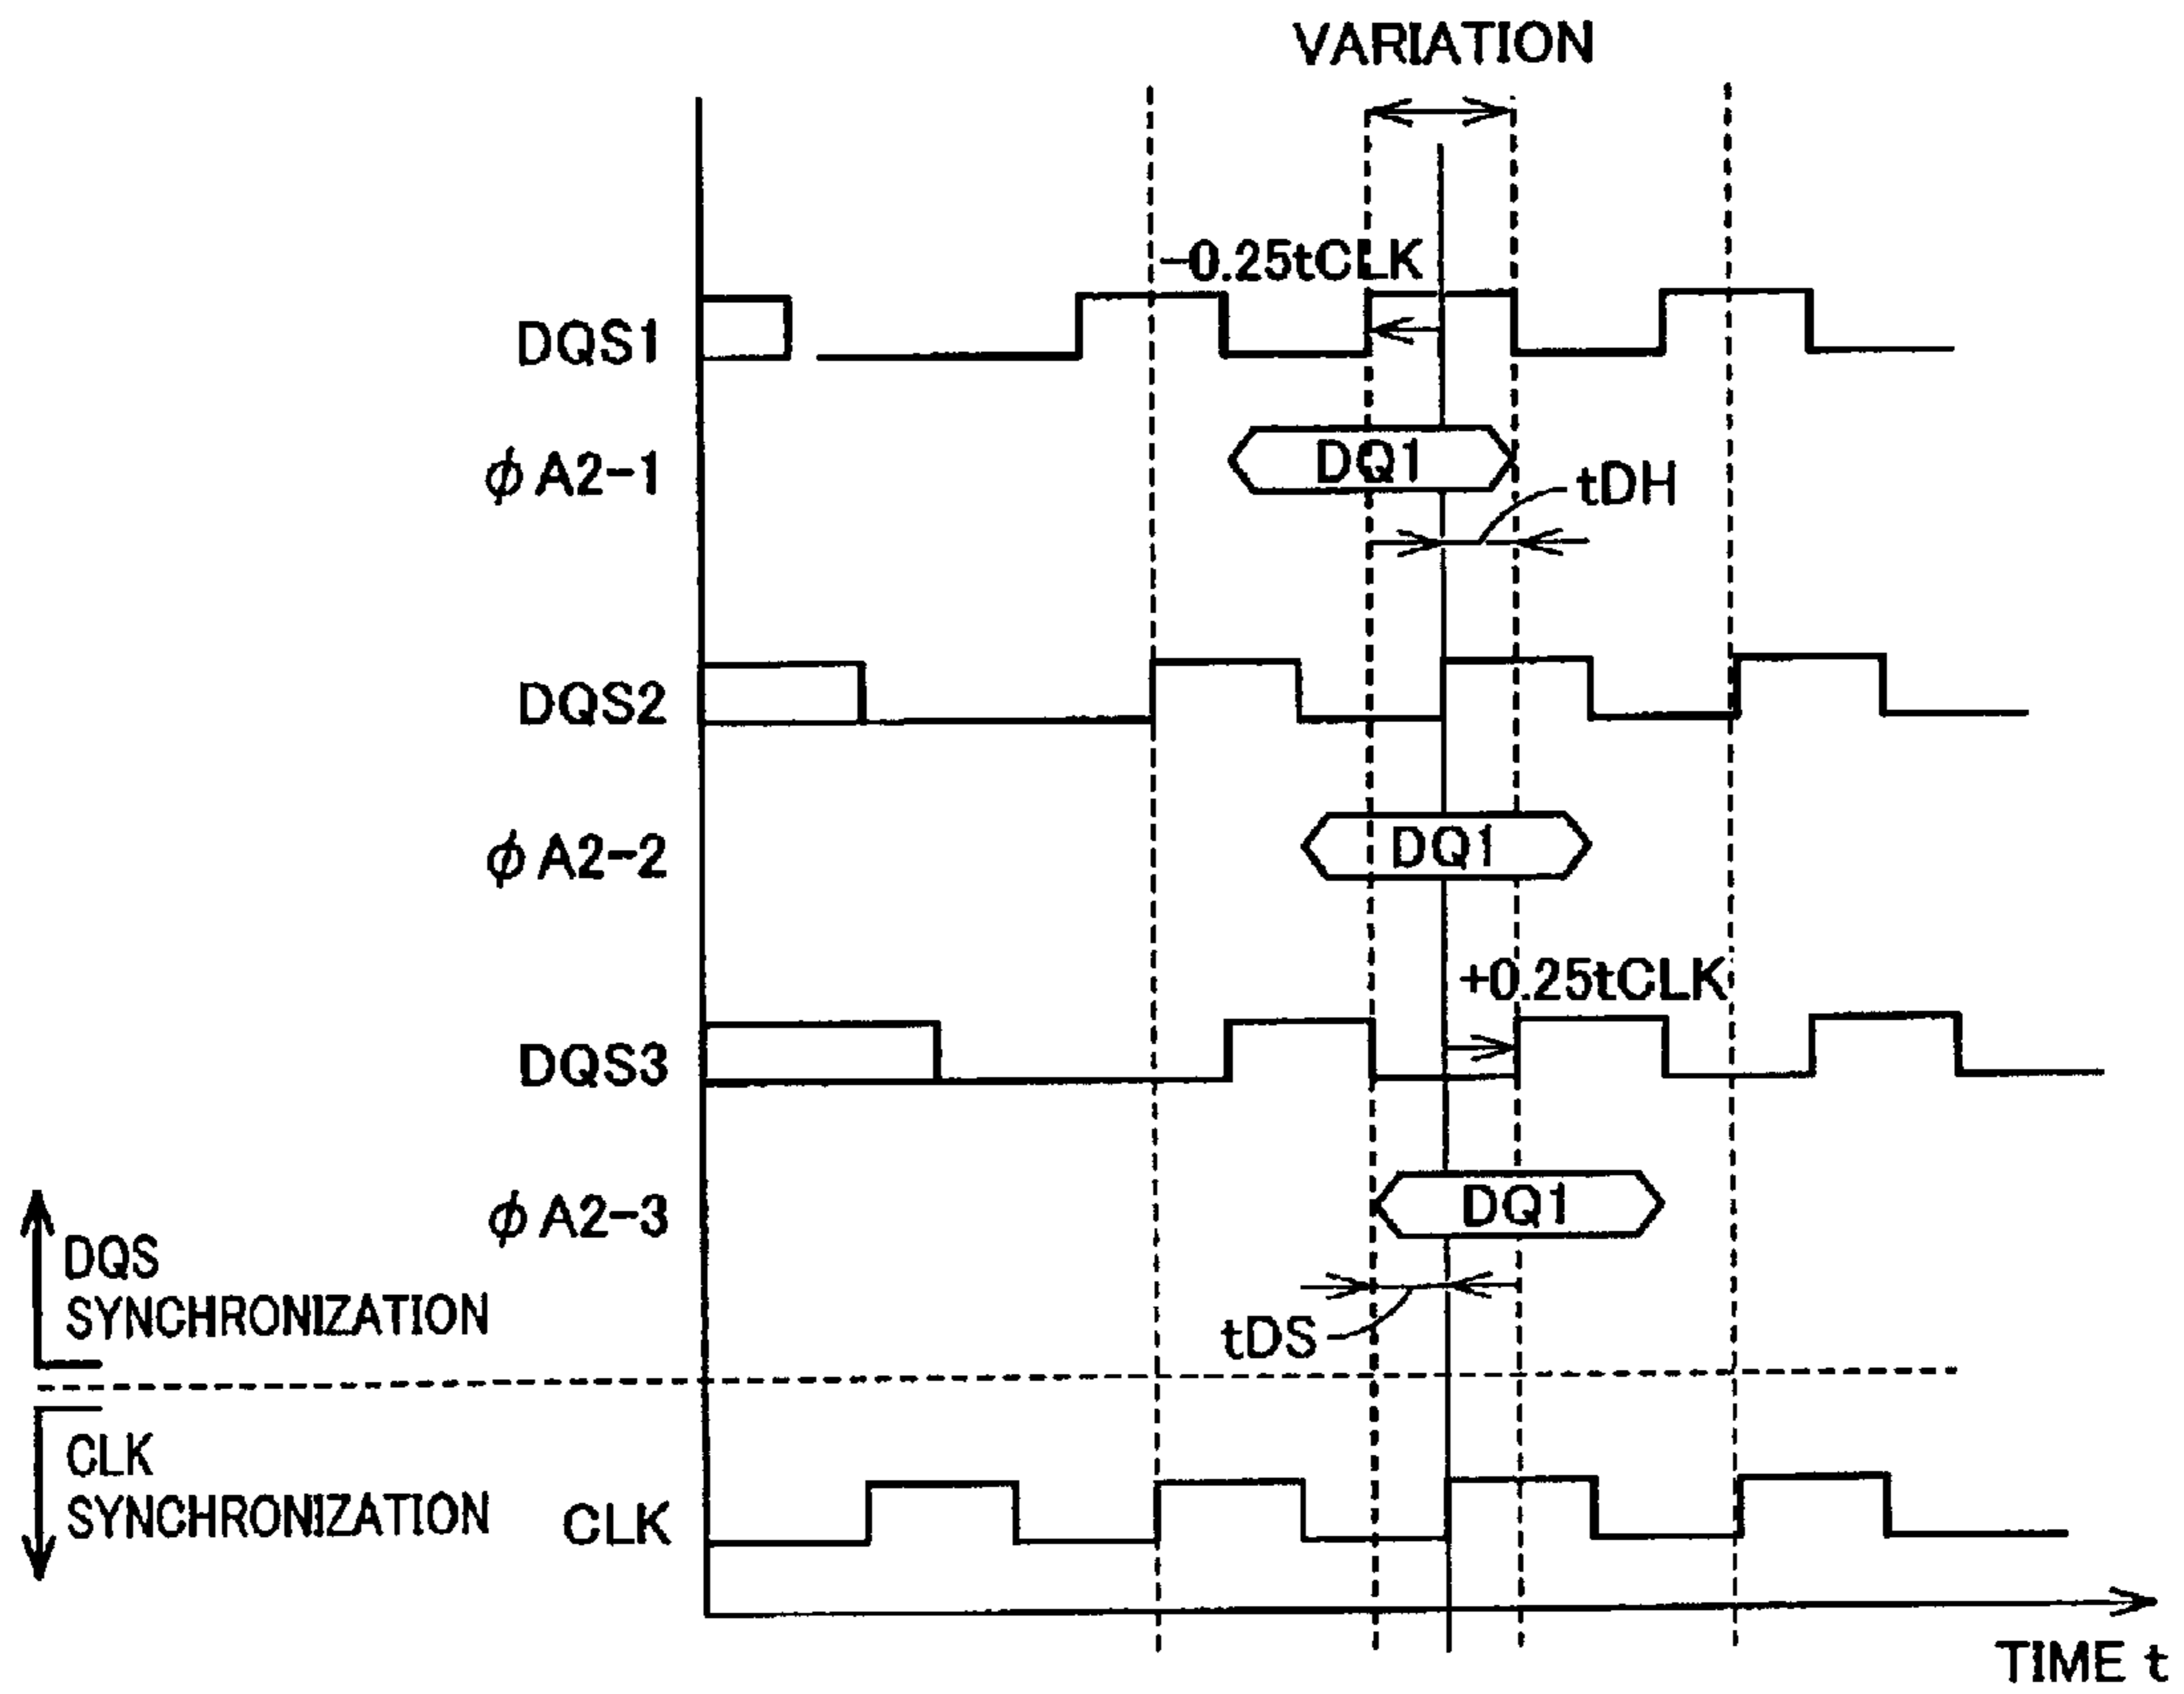 VARIATION
-0.25tCLK
DQS1
φA2-1
DQ1
tDH
DQS2
φA2-2
DQ1
+0.25tCLK
DQS3
φA2-3
DQ1
DQS
SYNCHRONIZATION
tDS
CLK
SYNCHRONIZATION
CLK
TIME t